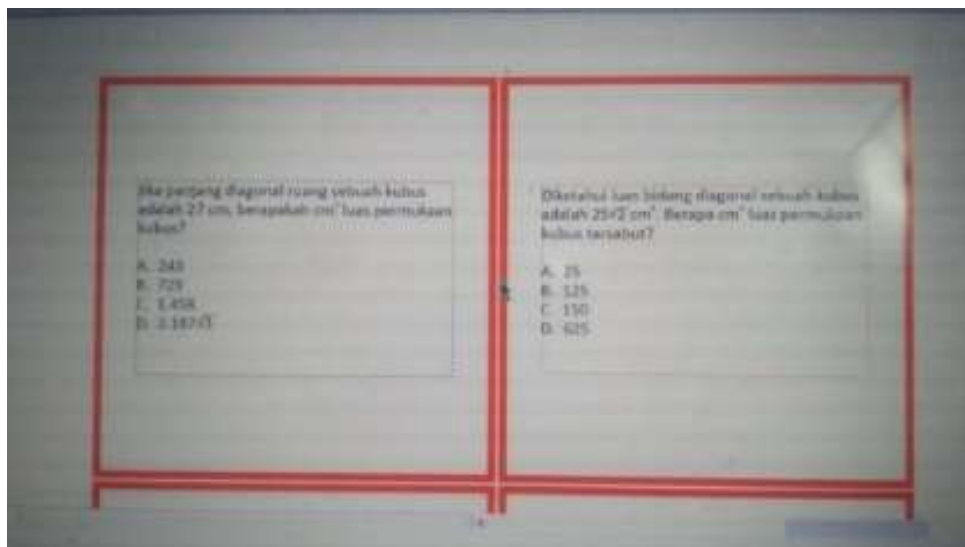 Jika panjang diagonal ruang sebuah kubus
adalah 27 cm, berapakah cm² luas permukaan
kubus?
A. 243
B. 729
C. 1.458
D. 2.187√3
Diketahui luas bidang diagonal sebuah kubus
adalah 25√2 cm². Berapa cm² luas permukaan
kubus tersebut?
A. 25
B. 125
C. 150
D. 625